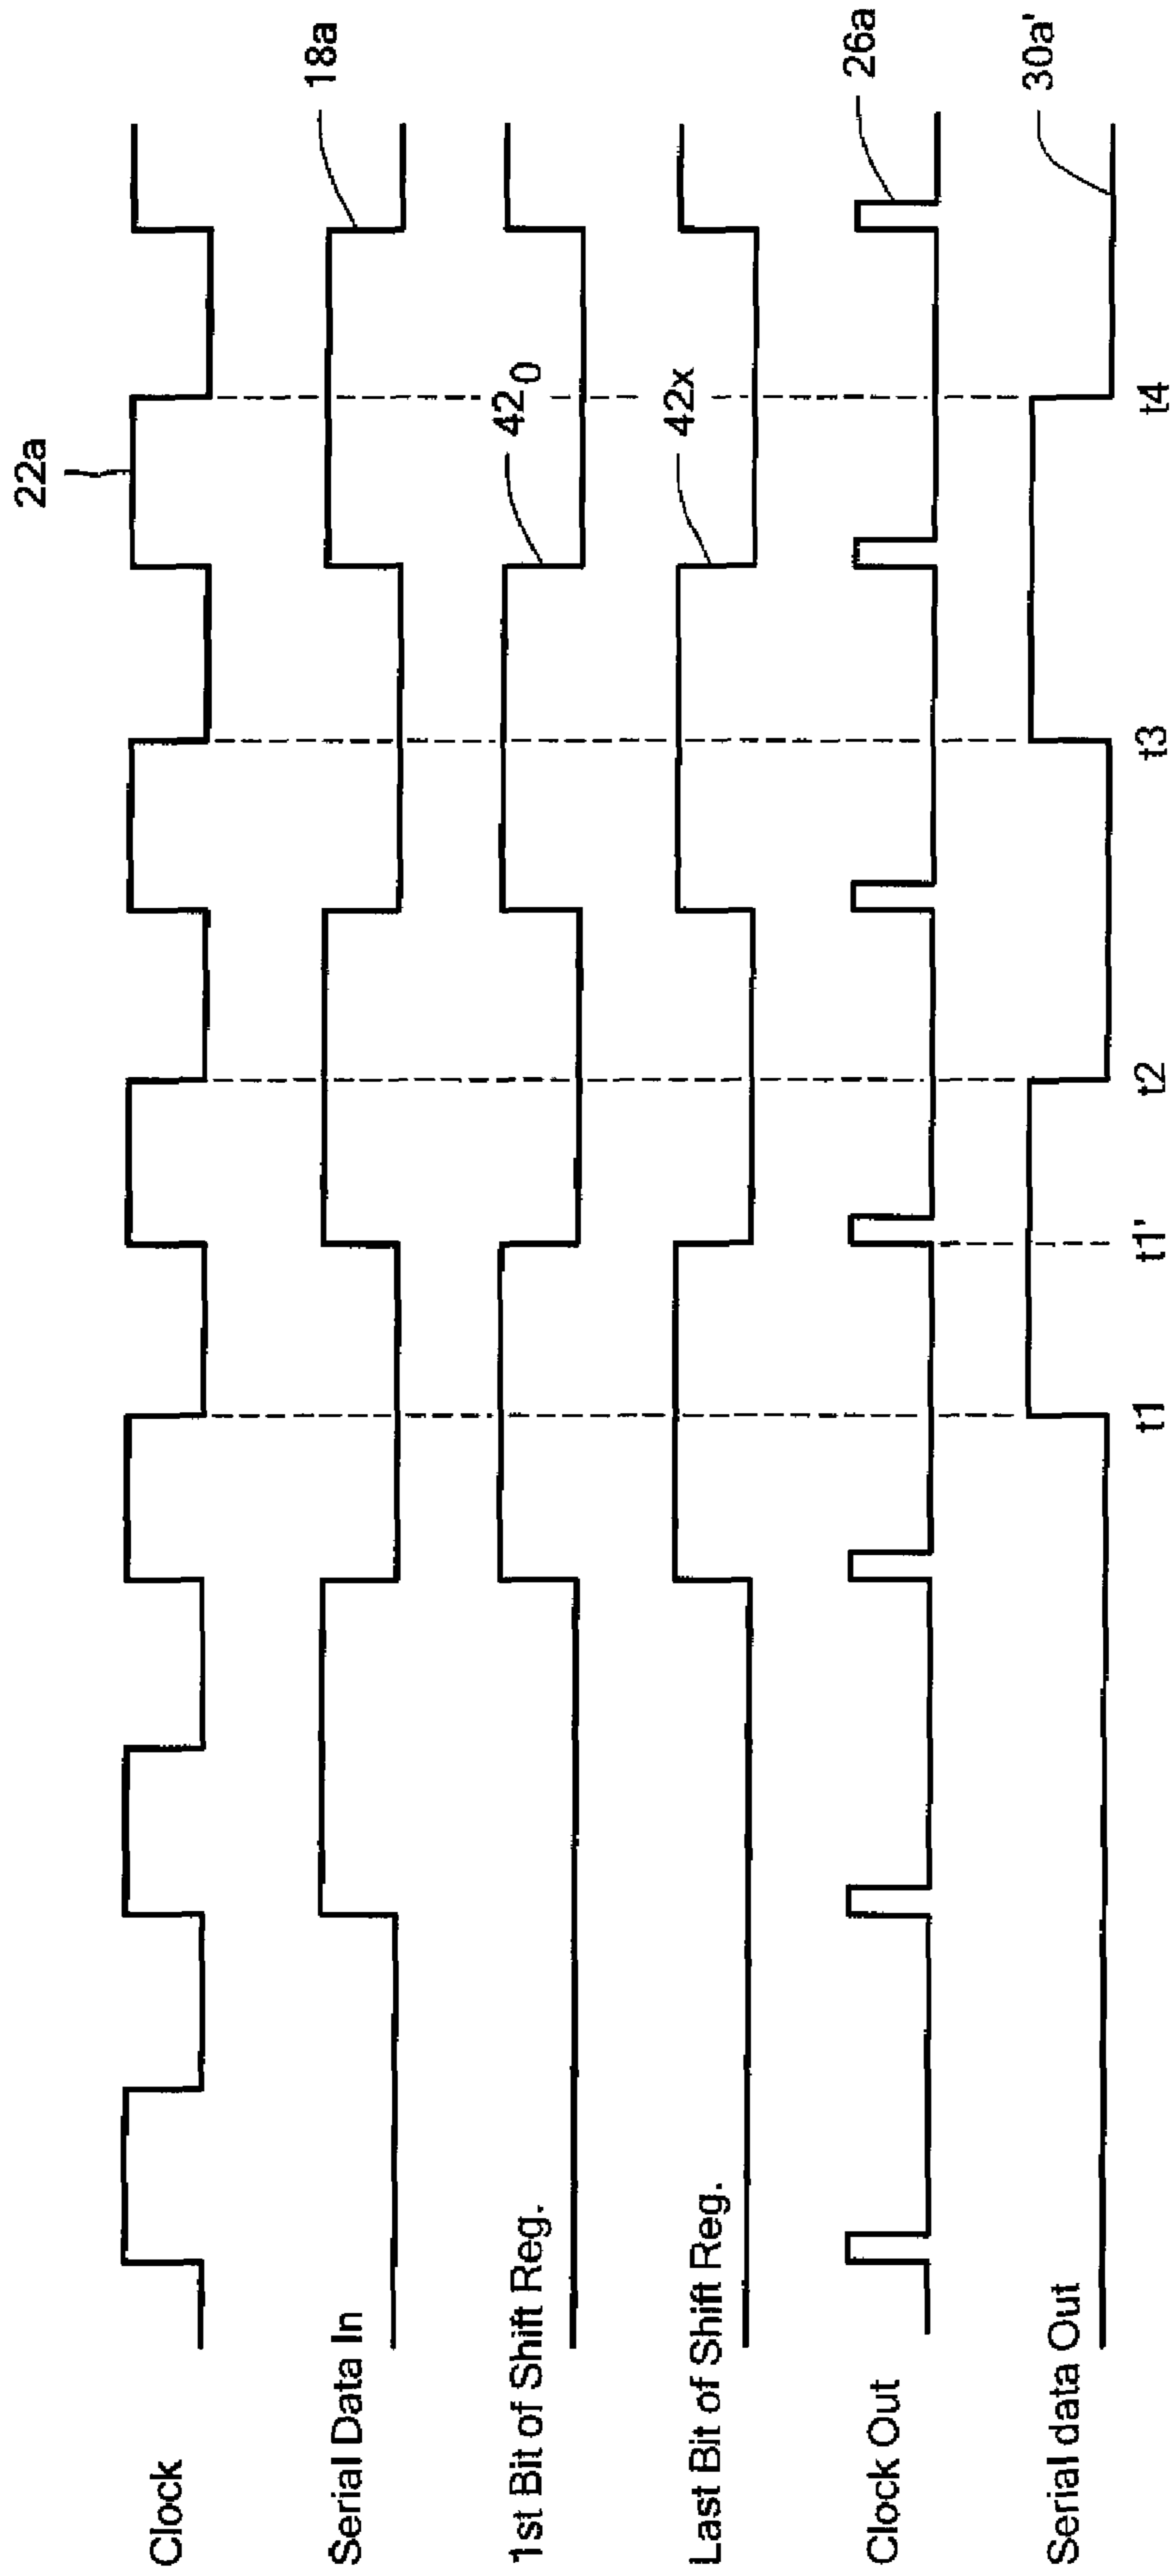 Clock
22a
Serial Data In
18a
1st Bit of Shift Reg.
42₀
Last Bit of Shift Reg.
42x
Clock Out
26a
Serial data Out
30a'
t1
t1'
t2
t3
t4